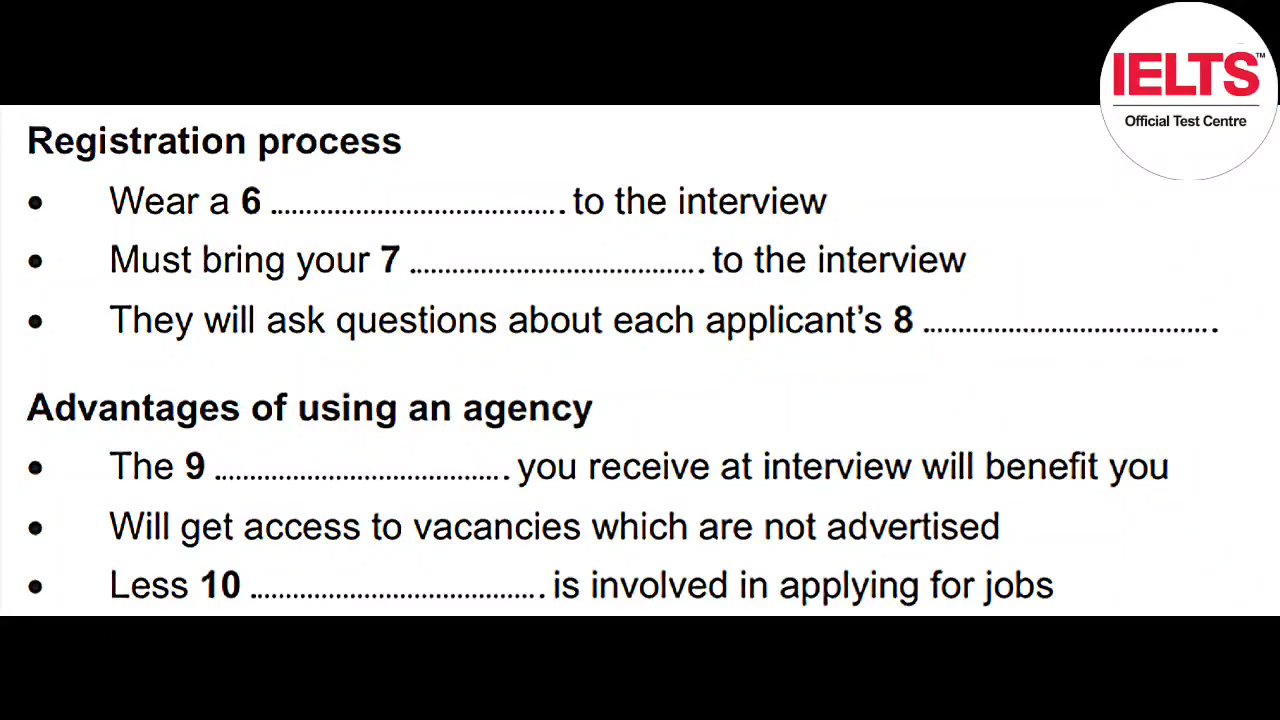 IELTS™
Official Test Centre
Registration process
• Wear a 6 .................................... to the interview
• Must bring your 7 .................................... to the interview
• They will ask questions about each applicant’s 8 ....................................
Advantages of using an agency
• The 9 .................................... you receive at interview will benefit you
• Will get access to vacancies which are not advertised
• Less 10 .................................... is involved in applying for jobs